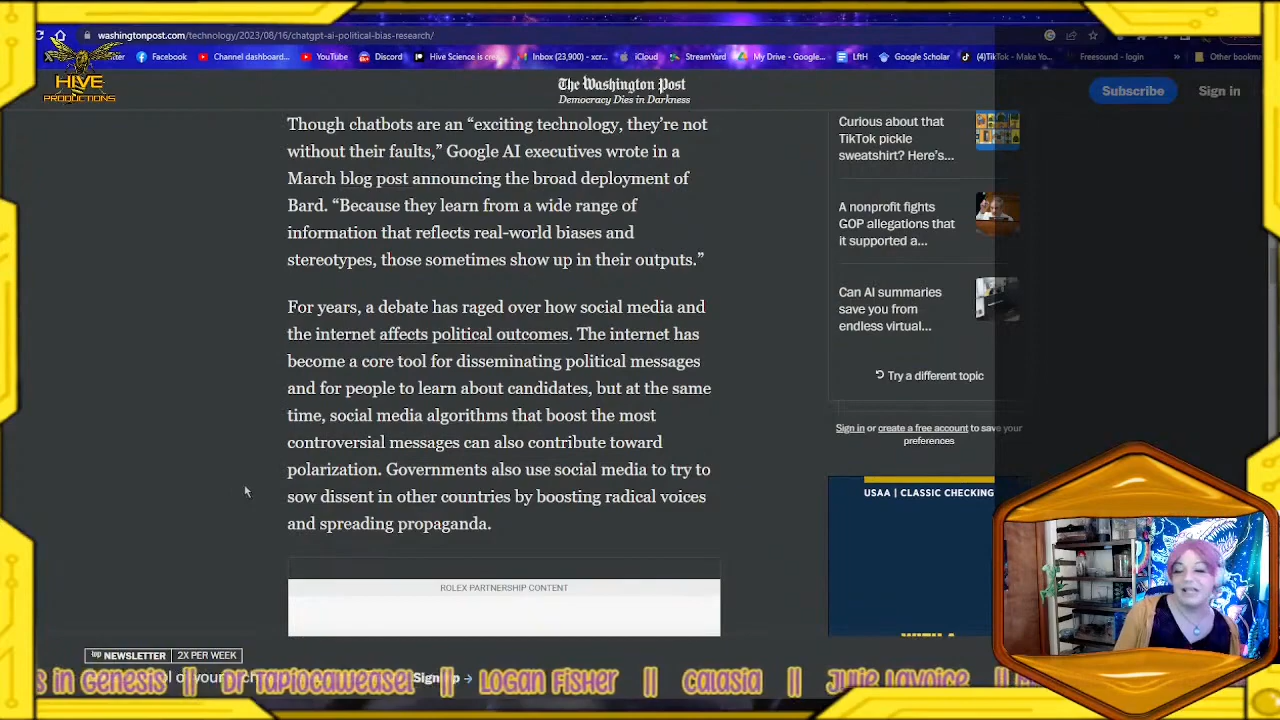 washingtonpost.com/technology/2023/08/16/chatgpt-ai-political-bias-research/
Facebook
Channel dashboard...
YouTube
Discord
Hive Science is cre...
Inbox (23,900) - xcr...
iCloud
StreamYard
My Drive - Google...
LftH
Google Scholar
(4)TikTok - Make Yo...
Freesound - login
»
Other bookma
HIVE
PRODUCTIONS
The Washington Post
Democracy Dies in Darkness
Subscribe
Sign in
Though chatbots are an “exciting technology, they’re not
without their faults,” Google AI executives wrote in a
March blog post announcing the broad deployment of
Bard. “Because they learn from a wide range of
information that reflects real-world biases and
stereotypes, those sometimes show up in their outputs.”
For years, a debate has raged over how social media and
the internet affects political outcomes. The internet has
become a core tool for disseminating political messages
and for people to learn about candidates, but at the same
time, social media algorithms that boost the most
controversial messages can also contribute toward
polarization. Governments also use social media to try to
sow dissent in other countries by boosting radical voices
and spreading propaganda.
ROLEX PARTNERSHIP CONTENT
Curious about that
TikTok pickle
sweatshirt? Here’s...
A nonprofit fights
GOP allegations that
it supported a...
Can AI summaries
save you from
endless virtual...
Try a different topic
Sign in or create a free account to save your
preferences
USAA | CLASSIC CHECKING
WITH A
NEWSLETTER 2X PER WEEK
Sign up →
s in Genesis || Dr Tapiocaweasel || Logan Fisher || Calasia || Julie LaVoice ||